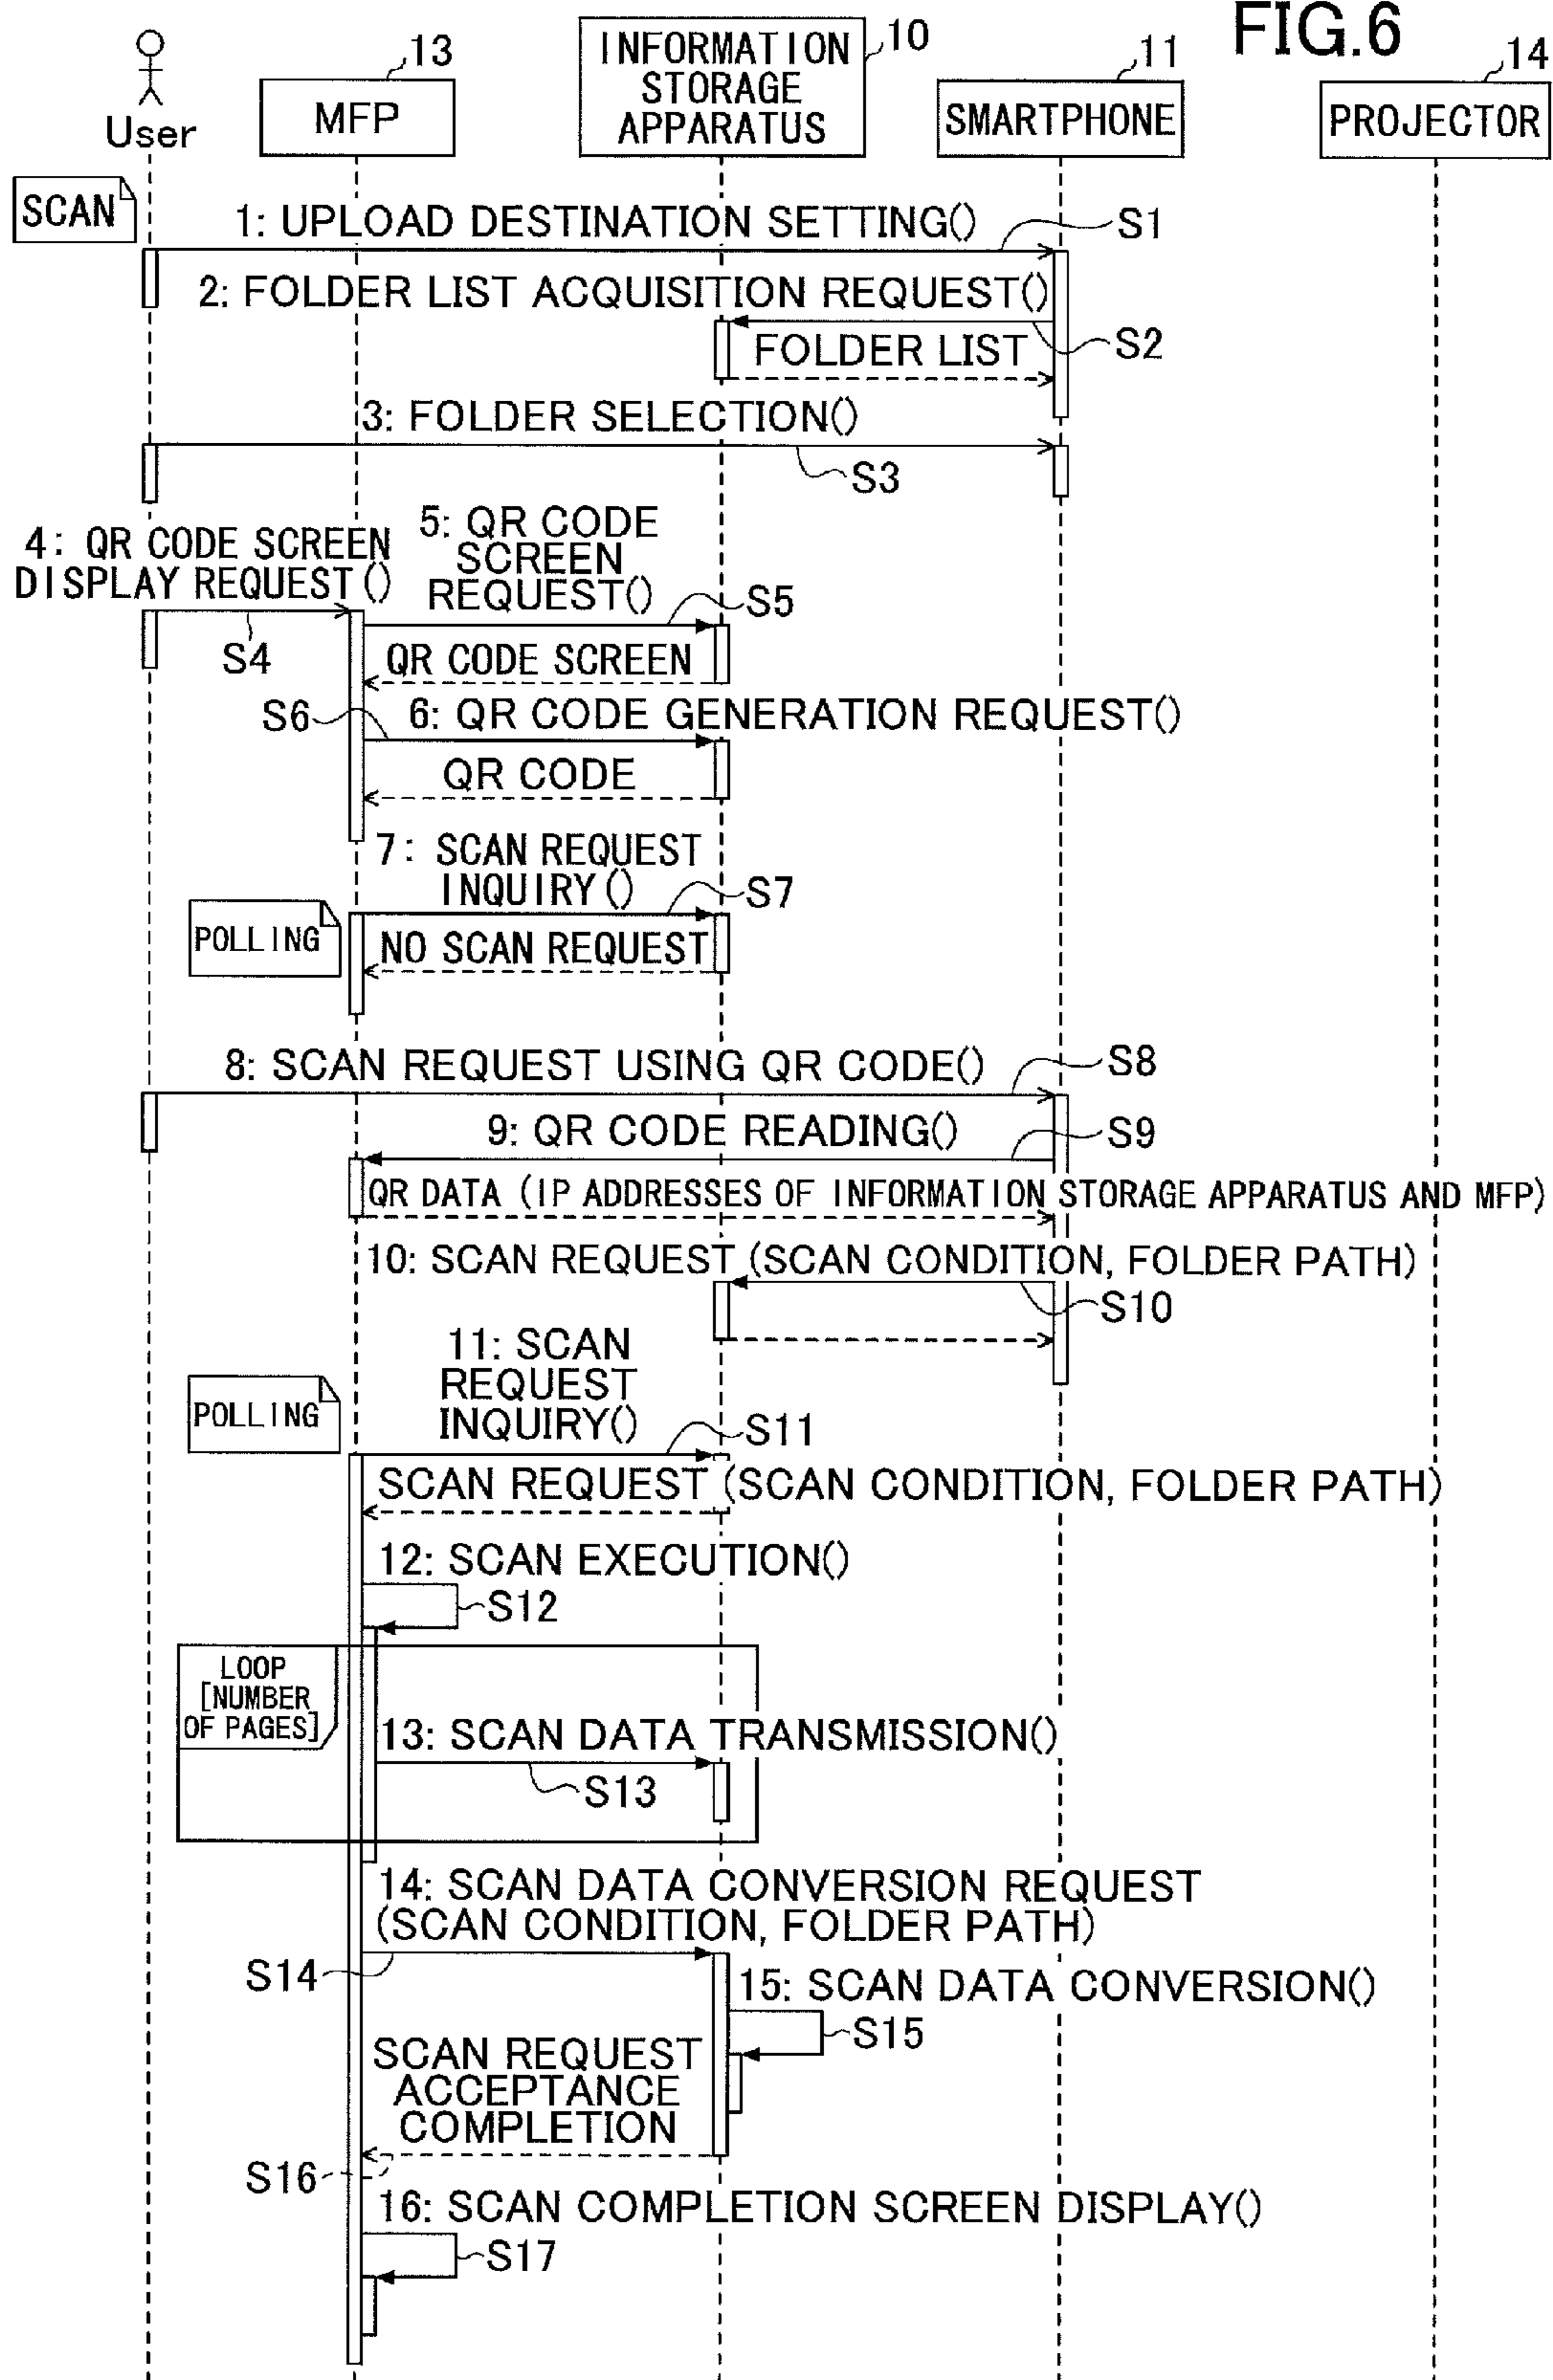 FIG.6
User
13
MFP
10
INFORMATION
STORAGE
APPARATUS
11
SMARTPHONE
14
PROJECTOR
SCAN
1: UPLOAD DESTINATION SETTING()
S1
2: FOLDER LIST ACQUISITION REQUEST()
S2
FOLDER LIST
3: FOLDER SELECTION()
S3
4: QR CODE SCREEN
DISPLAY REQUEST()
S4
5: QR CODE
SCREEN
REQUEST()
S5
QR CODE SCREEN
S6
6: QR CODE GENERATION REQUEST()
QR CODE
7: SCAN REQUEST
INQUIRY()
S7
POLLING
NO SCAN REQUEST
8: SCAN REQUEST USING QR CODE()
S8
9: QR CODE READING()
S9
QR DATA (IP ADDRESSES OF INFORMATION STORAGE APPARATUS AND MFP)
10: SCAN REQUEST (SCAN CONDITION, FOLDER PATH)
S10
11: SCAN
REQUEST
INQUIRY()
S11
POLLING
SCAN REQUEST (SCAN CONDITION, FOLDER PATH)
12: SCAN EXECUTION()
S12
LOOP
[NUMBER
OF PAGES]
13: SCAN DATA TRANSMISSION()
S13
14: SCAN DATA CONVERSION REQUEST
(SCAN CONDITION, FOLDER PATH)
S14
15: SCAN DATA CONVERSION()
S15
SCAN REQUEST
ACCEPTANCE
COMPLETION
S16
16: SCAN COMPLETION SCREEN DISPLAY()
S17